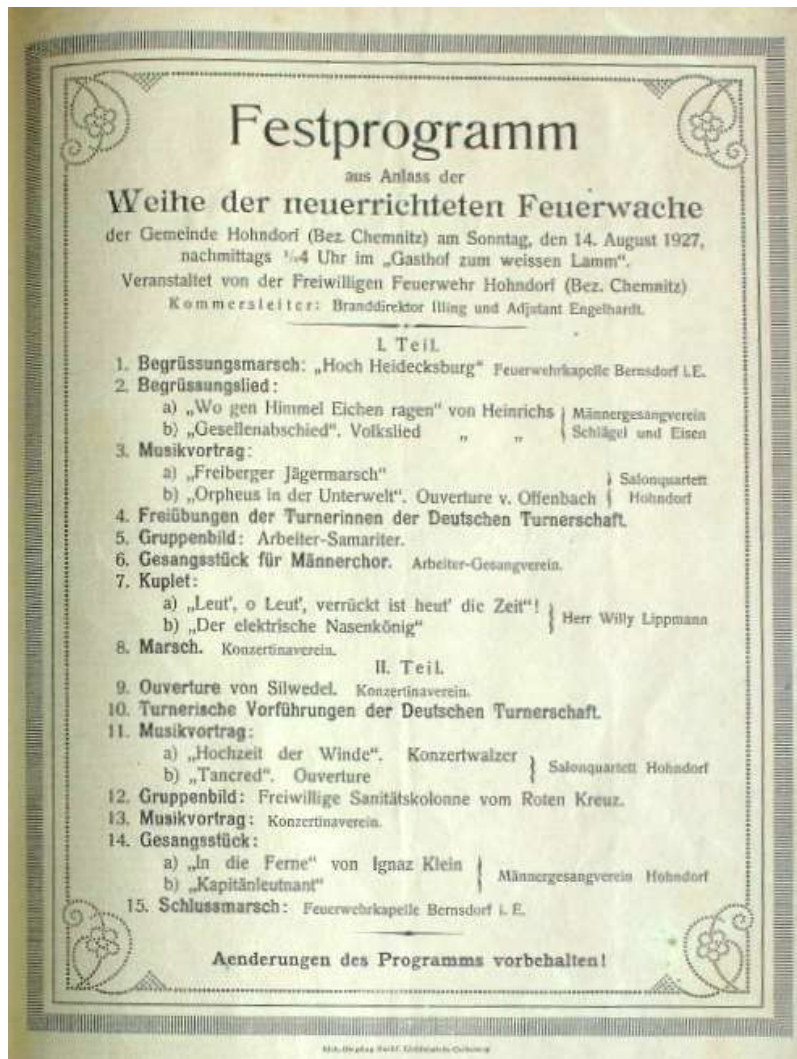 Festprogramm
aus Anlass der
Weihe der neuerrichteten Feuerwache
der Gemeinde Hohndorf (Bez. Chemnitz) am Sonntag, den 14. August 1927,
nachmittags 4 Uhr im „Gasthof zum weissen Lamm“.
Veranstaltet von der Freiwilligen Feuerwehr Hohndorf (Bez. Chemnitz)
Kommersleiter: Branddirektor Illing und Adjutant Engelhardt.
I. Teil.
1. Begrüssungsmarsch: „Hoch Heidecksburg“ Feuerwehrkapelle Bernsdorf i. E.
2. Begrüssungslied:
a) „Wo gen Himmel Eichen ragen“ von Heinrichs } Männergesangverein
b) „Gesellenabschied“. Volkslied „ „ } Schlägel und Eisen
3. Musikvortrag:
a) „Freiberger Jägermarsch“ } Salonquartett
b) „Orpheus in der Unterwelt“. Ouverture v. Offenbach } Hohndorf
4. Freiübungen der Turnerinnen der Deutschen Turnerschaft.
5. Gruppenbild: Arbeiter-Samariter.
6. Gesangsstück für Männerchor. Arbeiter-Gesangverein.
7. Kuplet:
a) „Leut', o Leut', verrückt ist heut' die Zeit“!
b) „Der elektrische Nasenkönig“ } Herr Willy Lippmann
8. Marsch. Konzertinaverein.
II. Teil.
9. Ouverture von Silwedel. Konzertinaverein.
10. Turnerische Vorführungen der Deutschen Turnerschaft.
11. Musikvortrag:
a) „Hochzeit der Winde“. Konzertwalzer
b) „Tancred“. Ouverture } Salonquartett Hohndorf
12. Gruppenbild: Freiwillige Sanitätskolonne vom Roten Kreuz.
13. Musikvortrag: Konzertinaverein.
14. Gesangsstück:
a) „In die Ferne“ von Ignaz Klein
b) „Kapitänleutnant“ } Männergesangverein Hohndorf
15. Schlussmarsch: Feuerwehrkapelle Bernsdorf i. E.
Aenderungen des Programms vorbehalten!